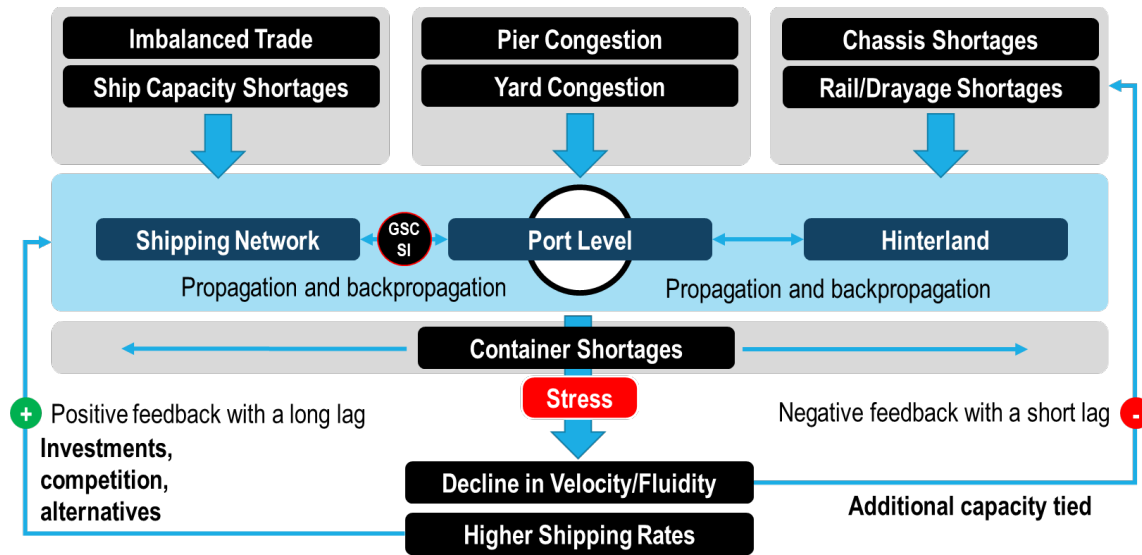 Imbalanced Trade
Ship Capacity Shortages
Pier Congestion
Yard Congestion
Chassis Shortages
Rail/Drayage Shortages
Shipping Network
GSC
SI
Port Level
Hinterland
Propagation and backpropagation
Propagation and backpropagation
Container Shortages
Stress
+
Positive feedback with a long lag
Investments,
competition,
alternatives
Negative feedback with a short lag
-
Decline in Velocity/Fluidity
Additional capacity tied
Higher Shipping Rates